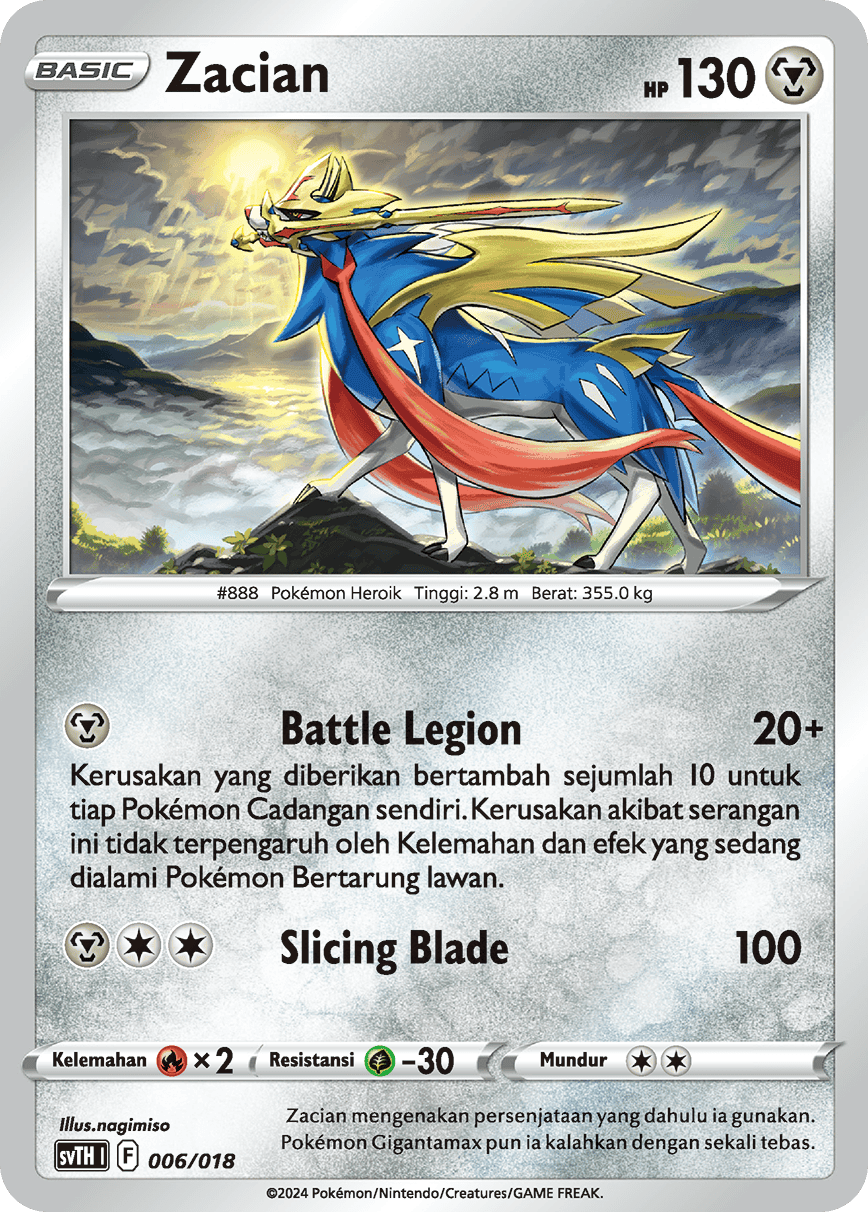 BASIC Zacian HP 130
#888 Pokémon Heroik Tinggi: 2.8 m Berat: 355.0 kg
Battle Legion 20+
Kerusakan yang diberikan bertambah sejumlah 10 untuk
tiap Pokémon Cadangan sendiri. Kerusakan akibat serangan
ini tidak terpengaruh oleh Kelemahan dan efek yang sedang
dialami Pokémon Bertarung lawan.
Slicing Blade 100
Kelemahan ×2 Resistansi -30 Mundur
Illus.nagimiso
Zacian mengenakan persenjataan yang dahulu ia gunakan.
Pokémon Gigantamax pun ia kalahkan dengan sekali tebas.
svTH I F 006/018
©2024 Pokémon/Nintendo/Creatures/GAME FREAK.